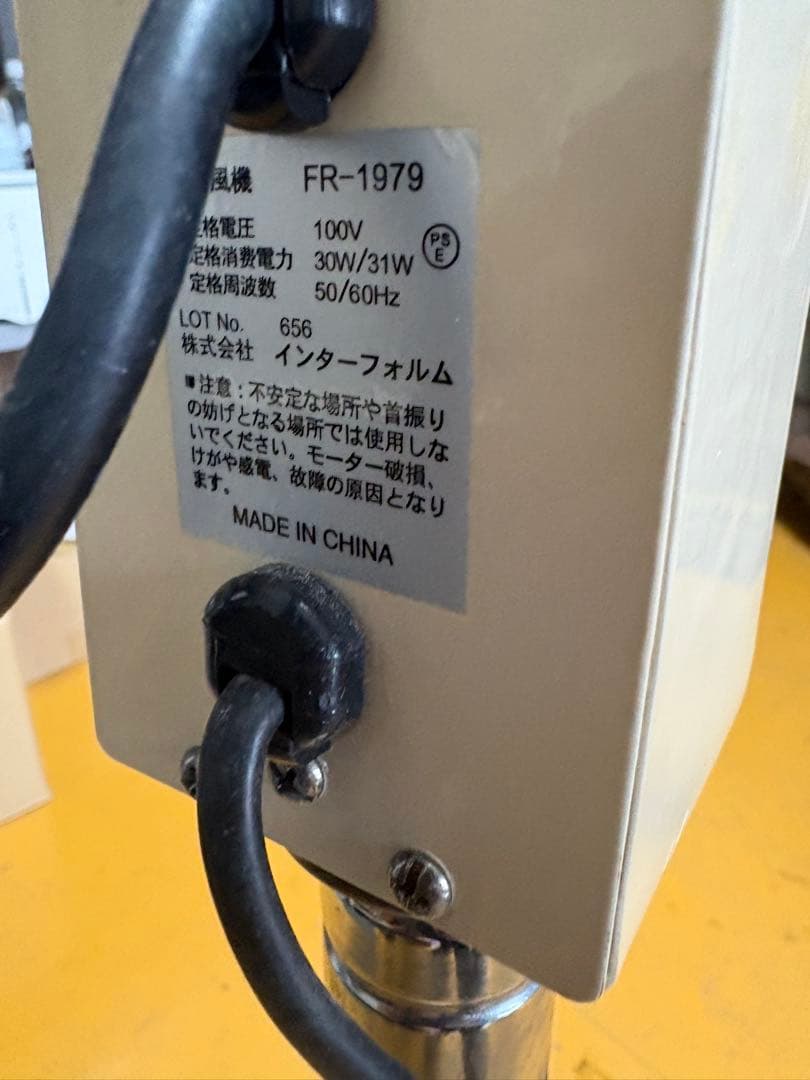 風機 FR-1979
格電圧 100V
定格消費電力 30W/31W
PS
E
定格周波数 50/60Hz
LOT No. 656
株式会社 インターフォルム
■注意：不安定な場所や首振り
の妨げとなる場所では使用しな
いでください。モーター破損、
けがや感電、故障の原因となり
ます。
MADE IN CHINA